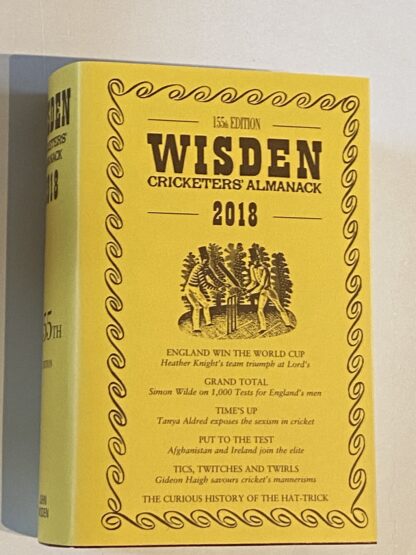 155th EDITION
WISDEN
CRICKETERS' ALMANACK
2018
ENGLAND WIN THE WORLD CUP
Heather Knight's team triumph at Lord's
GRAND TOTAL
Simon Wilde on 1,000 Tests for England's men
TIME'S UP
Tanya Aldred exposes the sexism in cricket
PUT TO THE TEST
Afghanistan and Ireland join the elite
TICS, TWITCHES AND TWIRLS
Gideon Haigh savours cricket's mannerisms
THE CURIOUS HISTORY OF THE HAT-TRICK